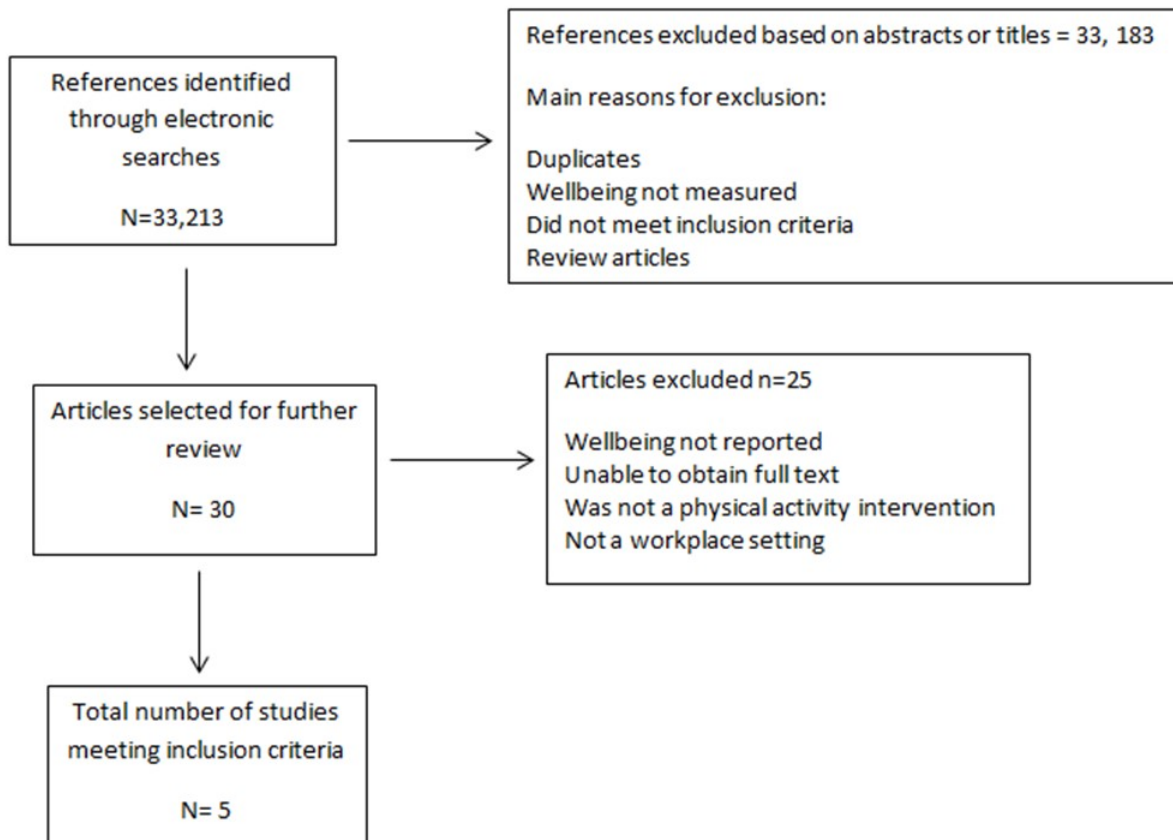 References identified
through electronic
searches
N=33,213
References excluded based on abstracts or titles = 33, 183
Main reasons for exclusion:
Duplicates
Wellbeing not measured
Did not meet inclusion criteria
Review articles
Articles selected for further
review
N= 30
Articles excluded n=25
Wellbeing not reported
Unable to obtain full text
Was not a physical activity intervention
Not a workplace setting
Total number of studies
meeting inclusion criteria
N= 5